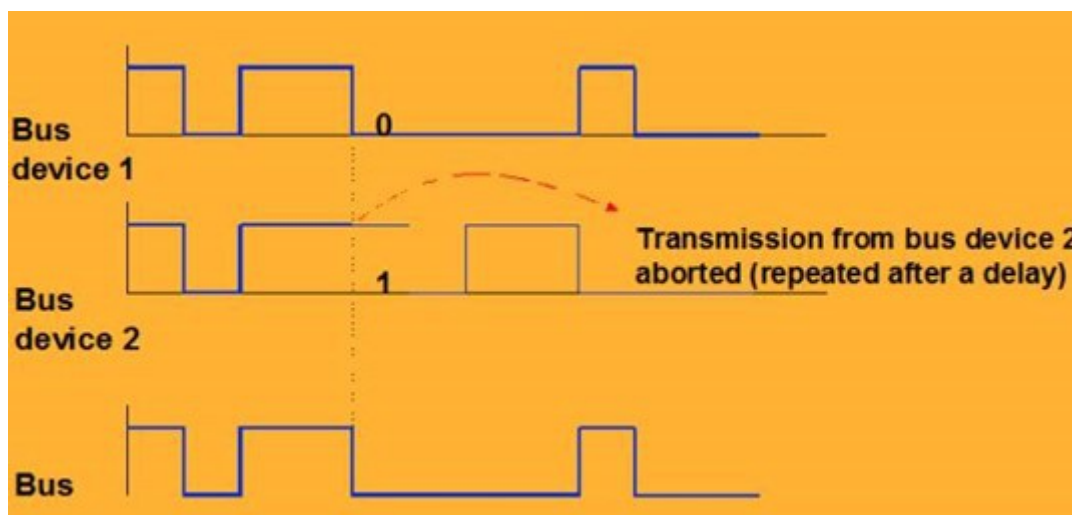 0
Bus
device 1
Transmission from bus device 2
aborted (repeated after a delay)
1
Bus
device 2
Bus